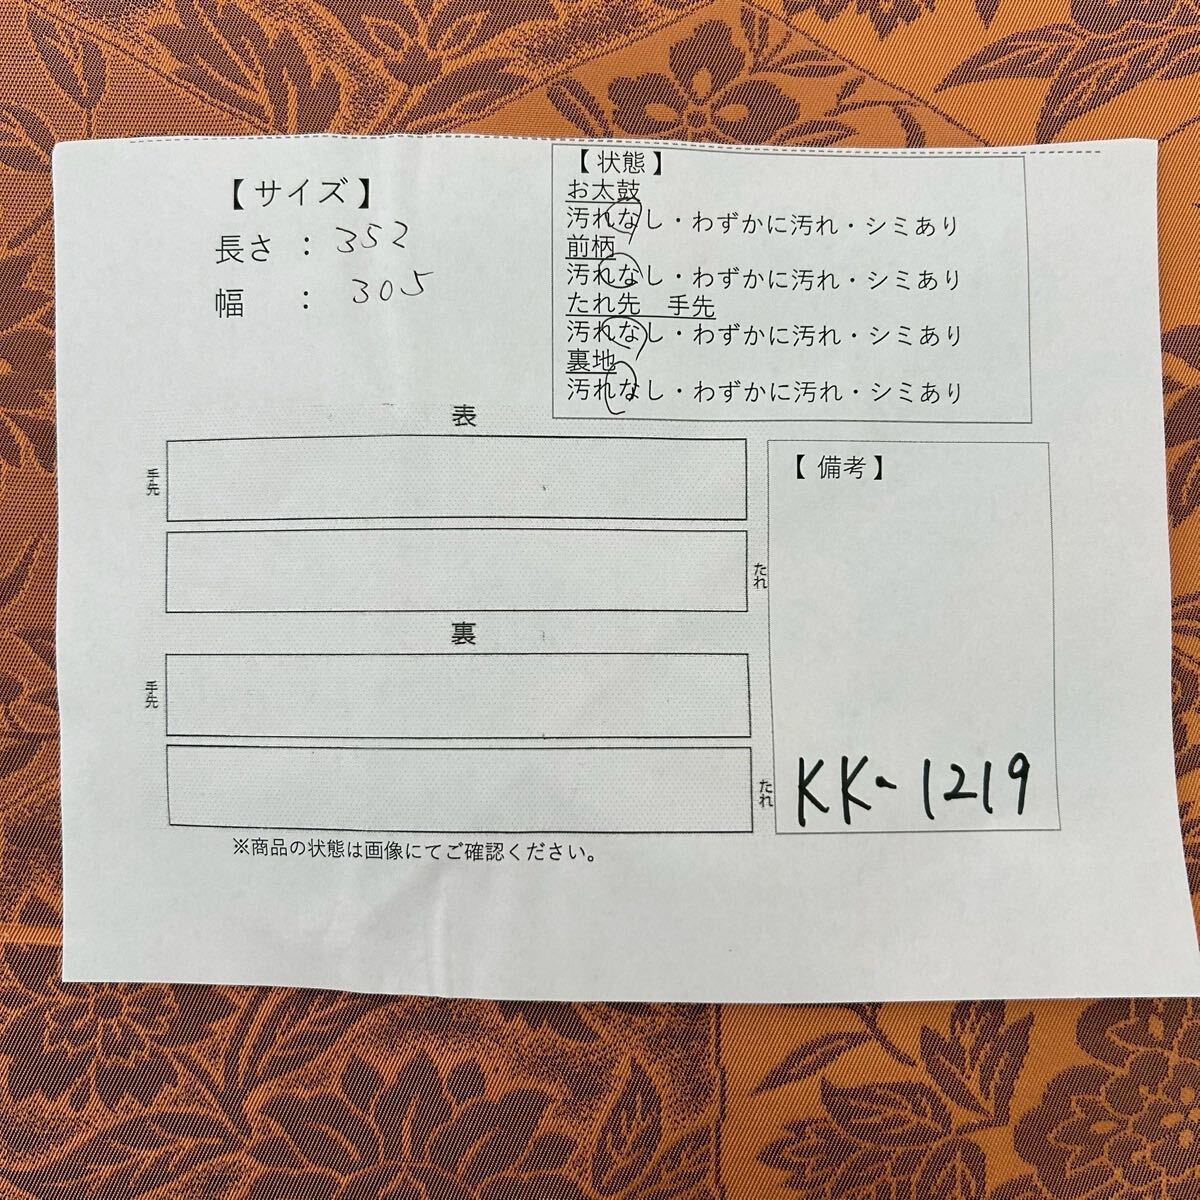 【 サイズ 】
長さ ： 352
幅 ： 305
【 状態 】
お太鼓
汚れなし・わずかに汚れ・シミあり
前柄
汚れなし・わずかに汚れ・シミあり
たれ先　手先
汚れなし・わずかに汚れ・シミあり
裏地
汚れなし・わずかに汚れ・シミあり
表
手先
たれ
裏
手先
たれ
【 備考 】
KK-1219
※商品の状態は画像にてご確認ください。